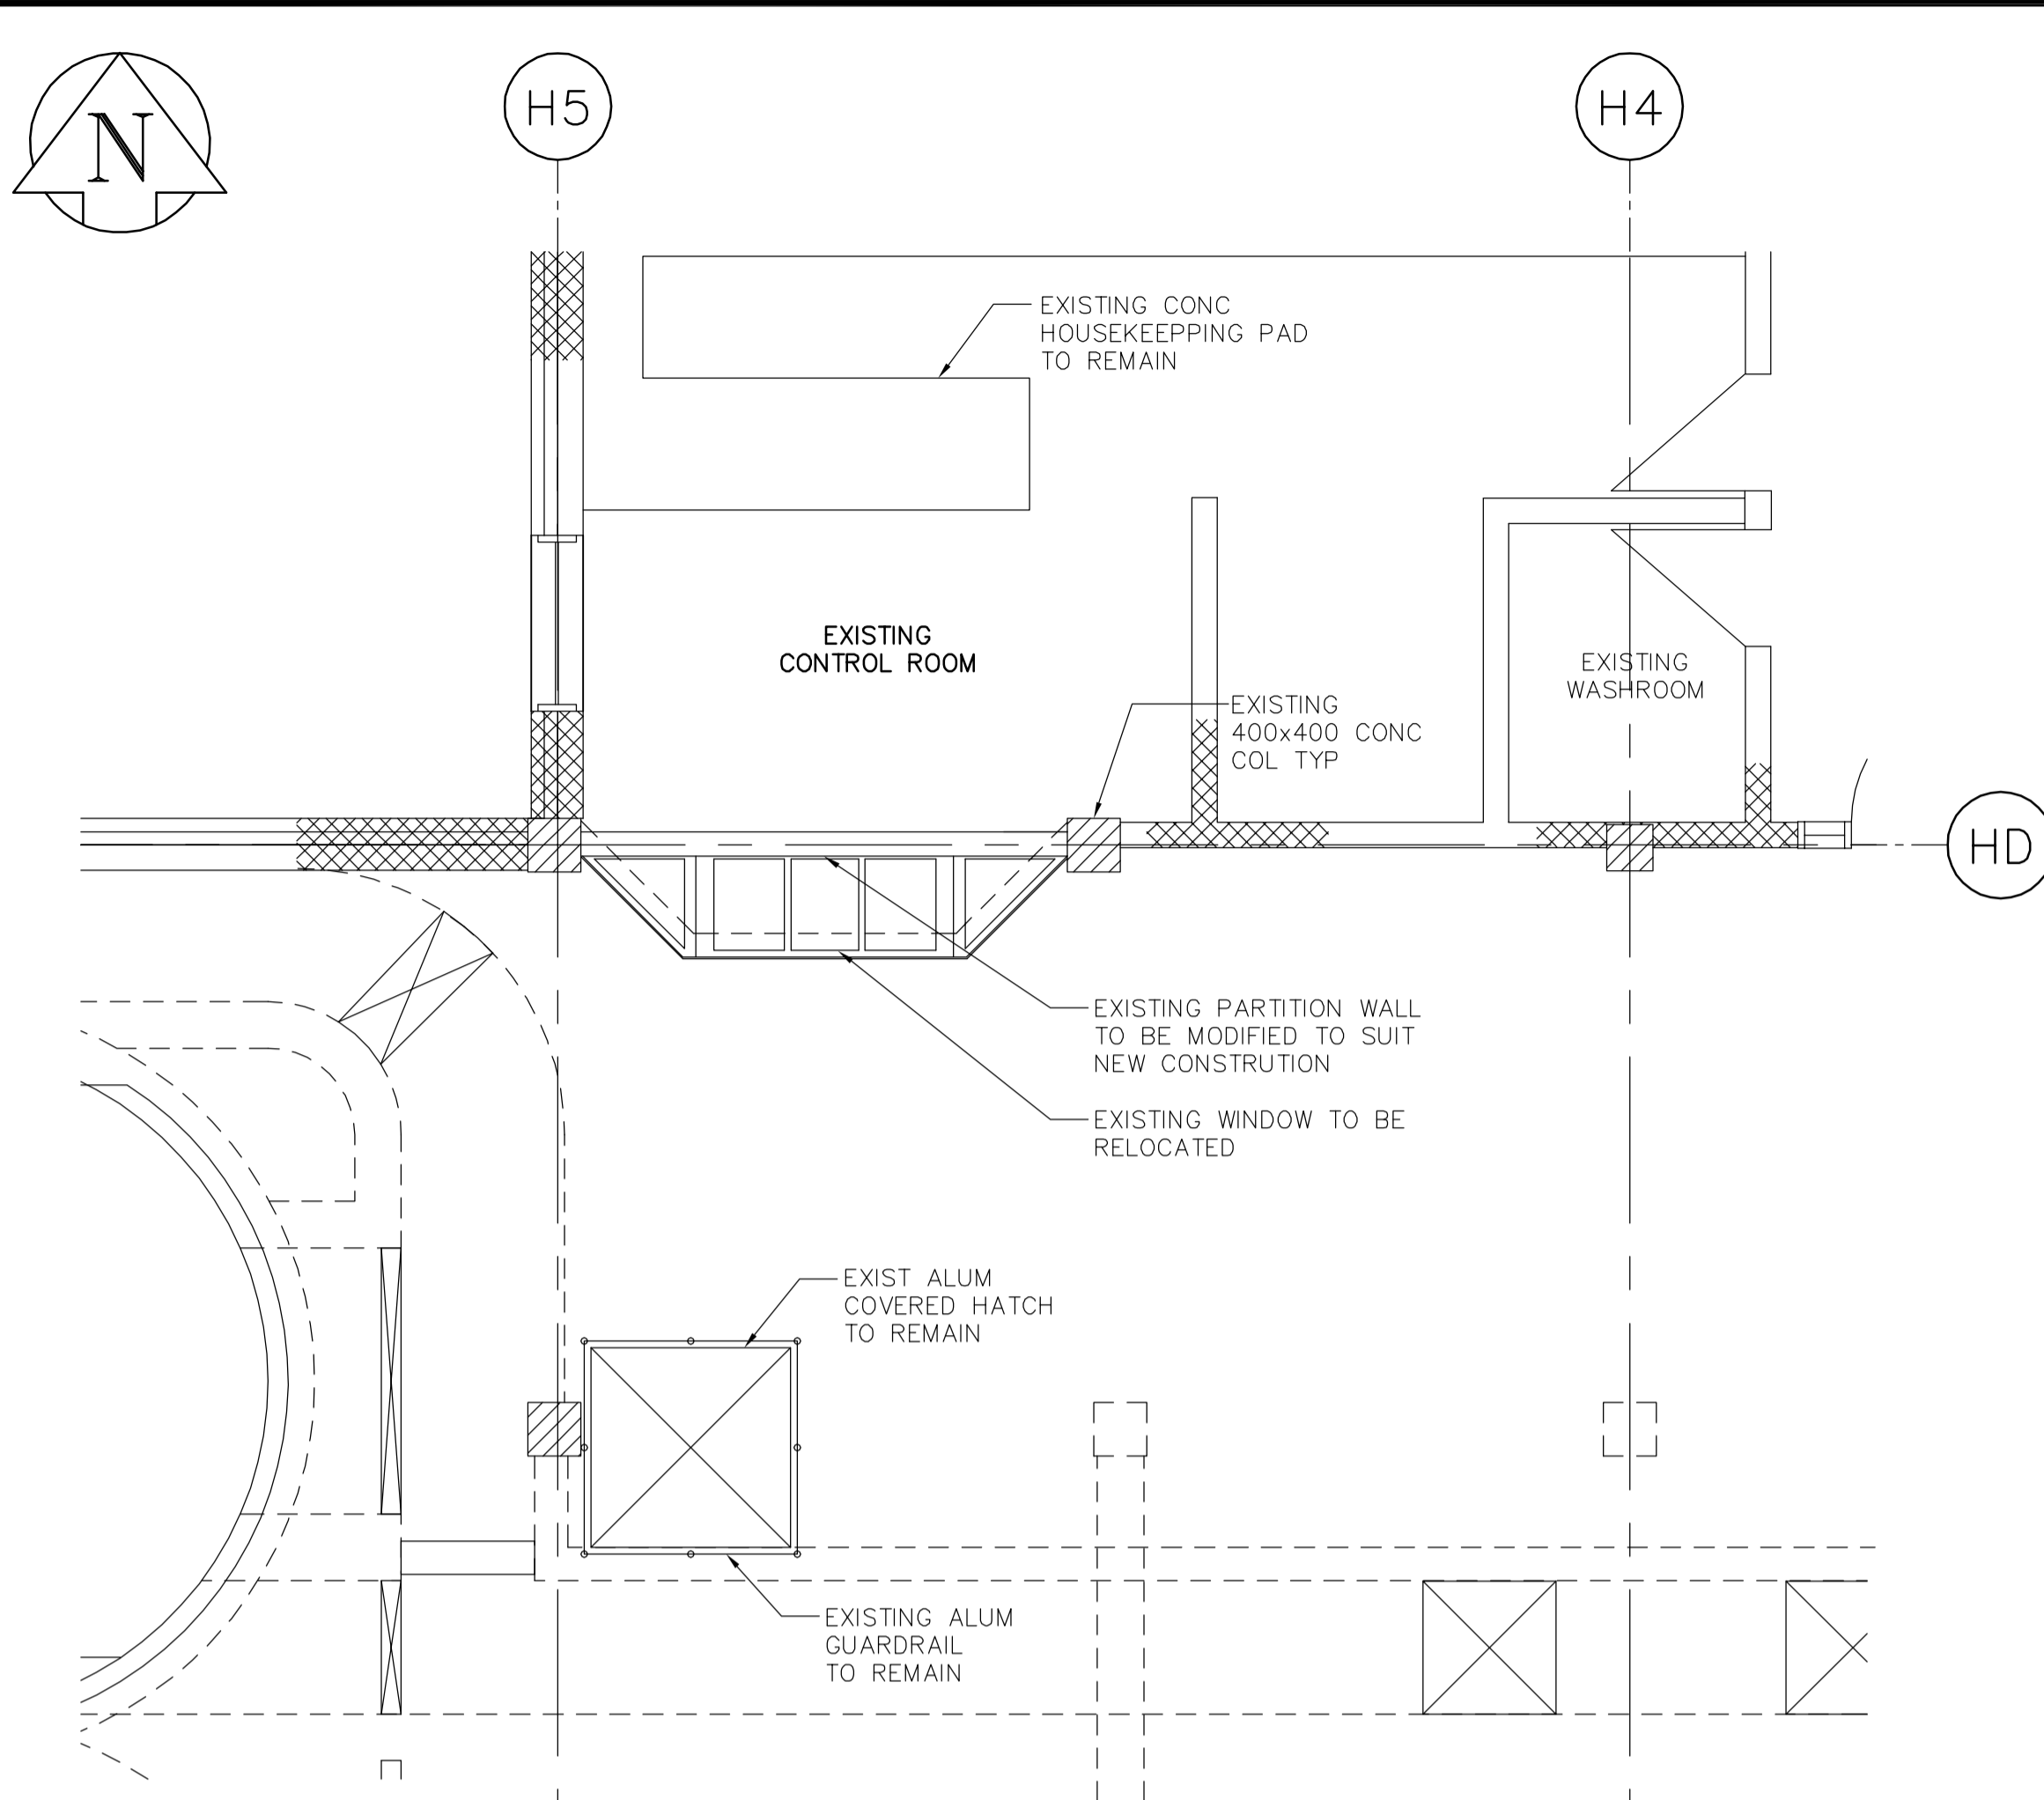 N
H5
H4
EXISTING CONC
HOUSEKEEPPING PAD
TO REMAIN
EXISTING
CONTROL ROOM
EXISTING
WASHROOM
EXISTING
400x400 CONC
COL TYP
HD
EXISTING PARTITION WALL
TO BE MODIFIED TO SUIT
NEW CONSTRUTION
EXISTING WINDOW TO BE
RELOCATED
EXIST ALUM
COVERED HATCH
TO REMAIN
EXISTING ALUM
GUARDRAIL
TO REMAIN